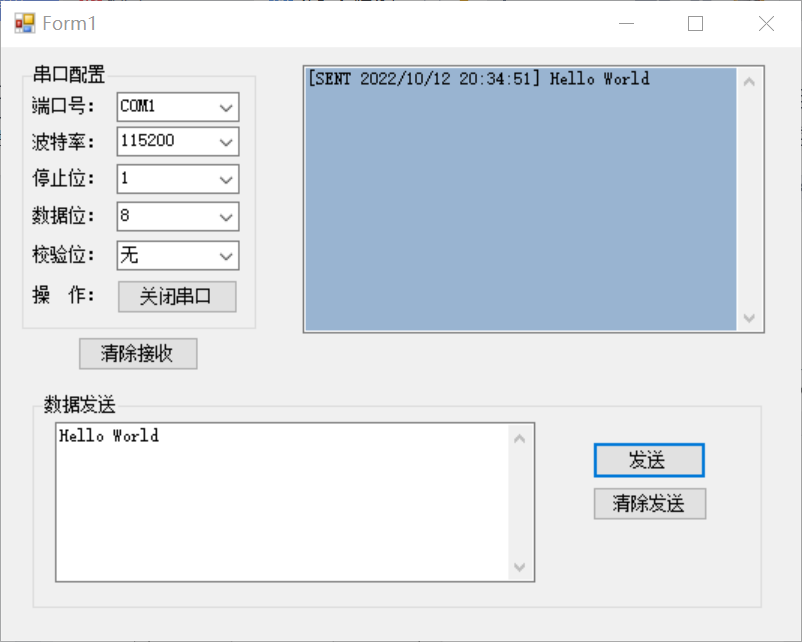 Form1
串口配置
端口号： COM1
波特率： 115200
停止位： 1
数据位： 8
校验位： 无
操 作： 关闭串口
清除接收
[SENT 2022/10/12 20:34:51] Hello World
数据发送
Hello World
发送
清除发送